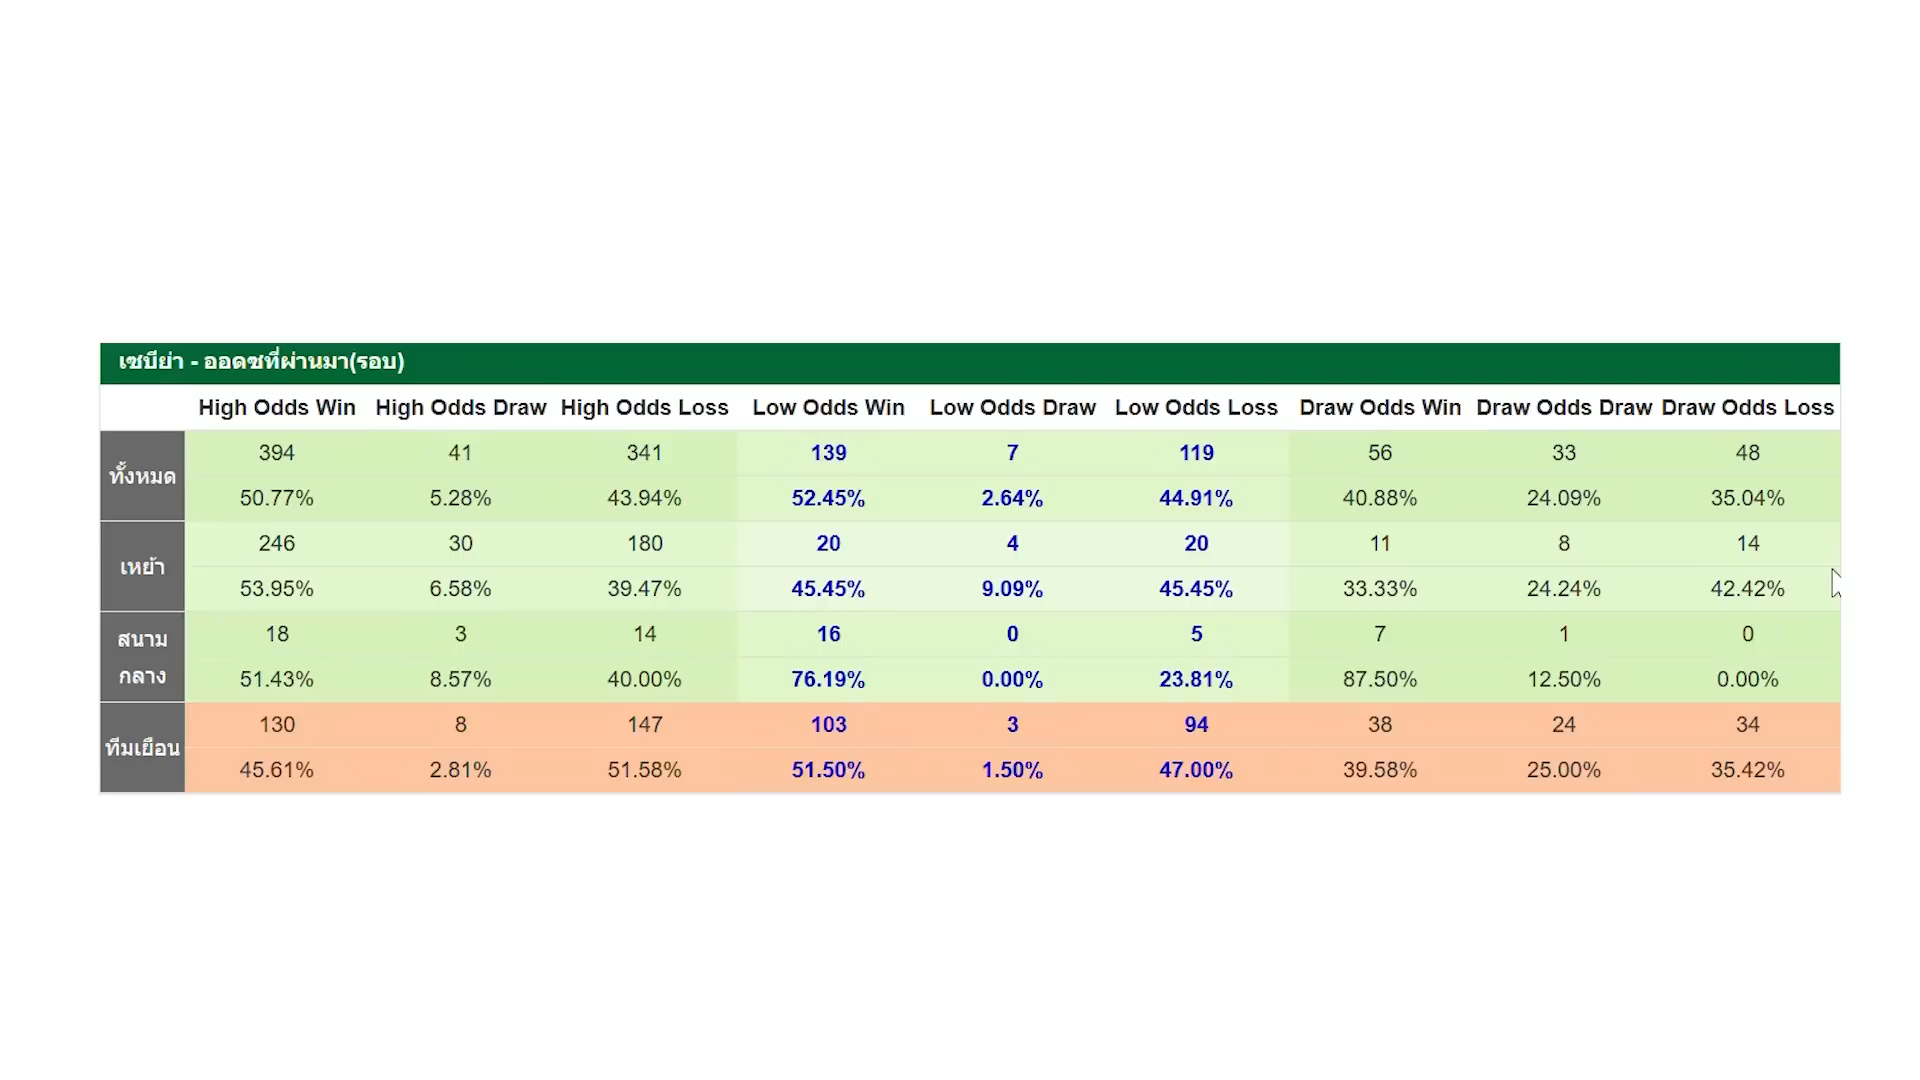 เซบีย่า - ออดซที่ผ่านมา(รอบ)
High Odds Win High Odds Draw High Odds Loss Low Odds Win Low Odds Draw Low Odds Loss Draw Odds Win Draw Odds Draw Draw Odds Loss
ทั้งหมด
394 41 341 139 7 119 56 33 48
50.77% 5.28% 43.94% 52.45% 2.64% 44.91% 40.88% 24.09% 35.04%
เหย้า
246 30 180 20 4 20 11 8 14
53.95% 6.58% 39.47% 45.45% 9.09% 45.45% 33.33% 24.24% 42.42%
สนาม
กลาง
18 3 14 16 0 5 7 1 0
51.43% 8.57% 40.00% 76.19% 0.00% 23.81% 87.50% 12.50% 0.00%
ทีมเยือน
130 8 147 103 3 94 38 24 34
45.61% 2.81% 51.58% 51.50% 1.50% 47.00% 39.58% 25.00% 35.42%